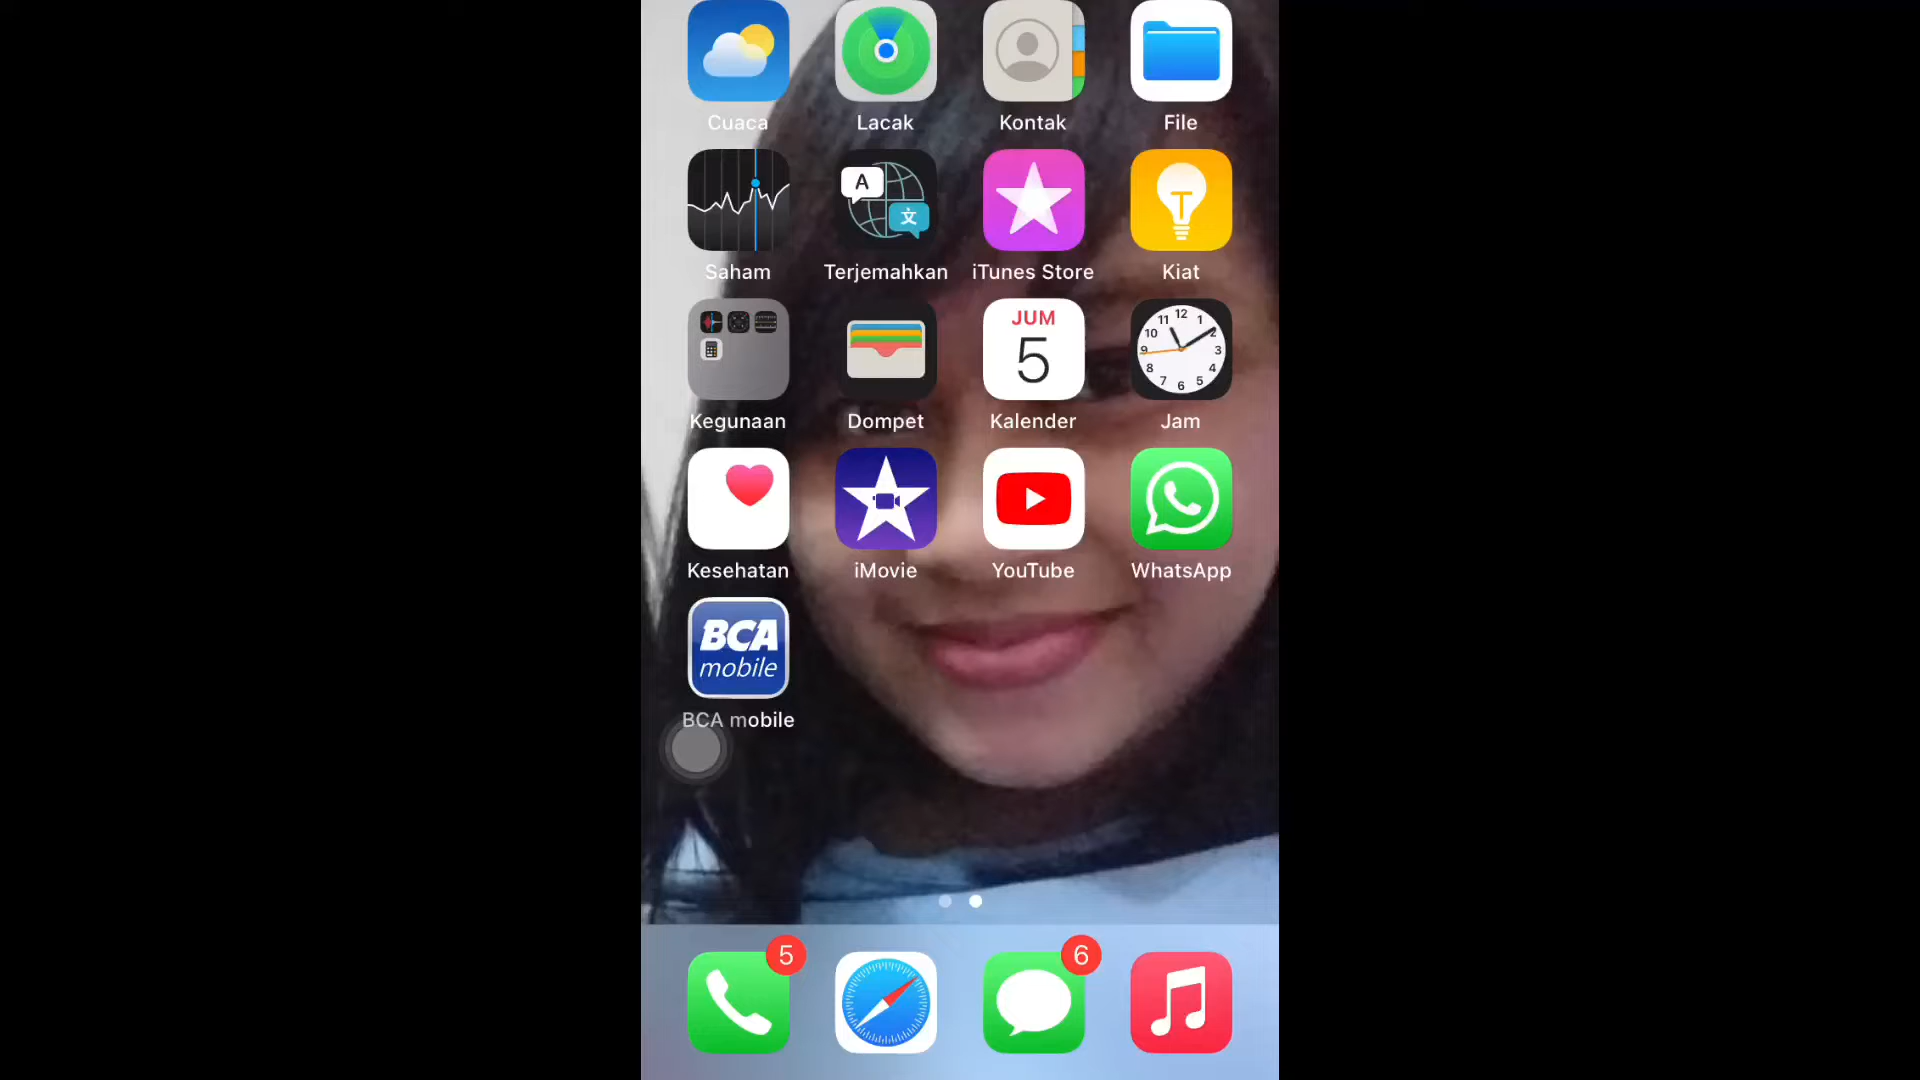 Cuaca Lacak Kontak File
A 文 T
Saham Terjemahkan iTunes Store Kiat
JUM
5
12 1 2 3 4 5 6 7 8 9 10 11
Kegunaan Dompet Kalender Jam
Kesehatan iMovie YouTube WhatsApp
BCA
mobile
BCA mobile
5 6